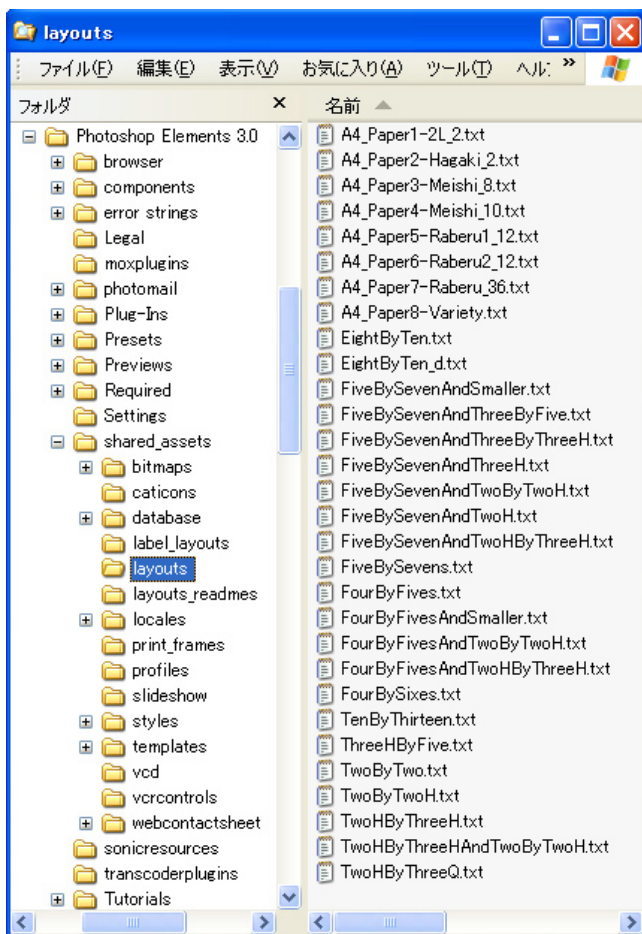 layouts
ファイル(F) 編集(E) 表示(V) お気に入り(A) ツール(T) ヘル »
フォルダ
Photoshop Elements 3.0
browser
components
error strings
Legal
moxplugins
photomail
Plug-Ins
Presets
Previews
Required
Settings
shared_assets
bitmaps
caticons
database
label_layouts
layouts
layouts_readmes
locales
print_frames
profiles
slideshow
styles
templates
vcd
vcrcontrols
webcontactsheet
sonicresources
transcoderplugins
Tutorials
名前
A4_Paper1-2L_2.txt
A4_Paper2-Hagaki_2.txt
A4_Paper3-Meishi_8.txt
A4_Paper4-Meishi_10.txt
A4_Paper5-Raberu1_12.txt
A4_Paper6-Raberu2_12.txt
A4_Paper7-Raberu_36.txt
A4_Paper8-Variety.txt
EightByTen.txt
EightByTen_d.txt
FiveBySevenAndSmaller.txt
FiveBySevenAndThreeByFive.txt
FiveBySevenAndThreeByThreeH.txt
FiveBySevenAndThreeH.txt
FiveBySevenAndTwoByTwoH.txt
FiveBySevenAndTwoH.txt
FiveBySevenAndTwoHByThreeH.txt
FiveBySevens.txt
FourByFives.txt
FourByFivesAndSmaller.txt
FourByFivesAndTwoByTwoH.txt
FourByFivesAndTwoHByThreeH.txt
FourBySixes.txt
TenByThirteen.txt
ThreeHByFive.txt
TwoByTwo.txt
TwoByTwoH.txt
TwoHByThreeH.txt
TwoHByThreeHAndTwoByTwoH.txt
TwoHByThreeQ.txt